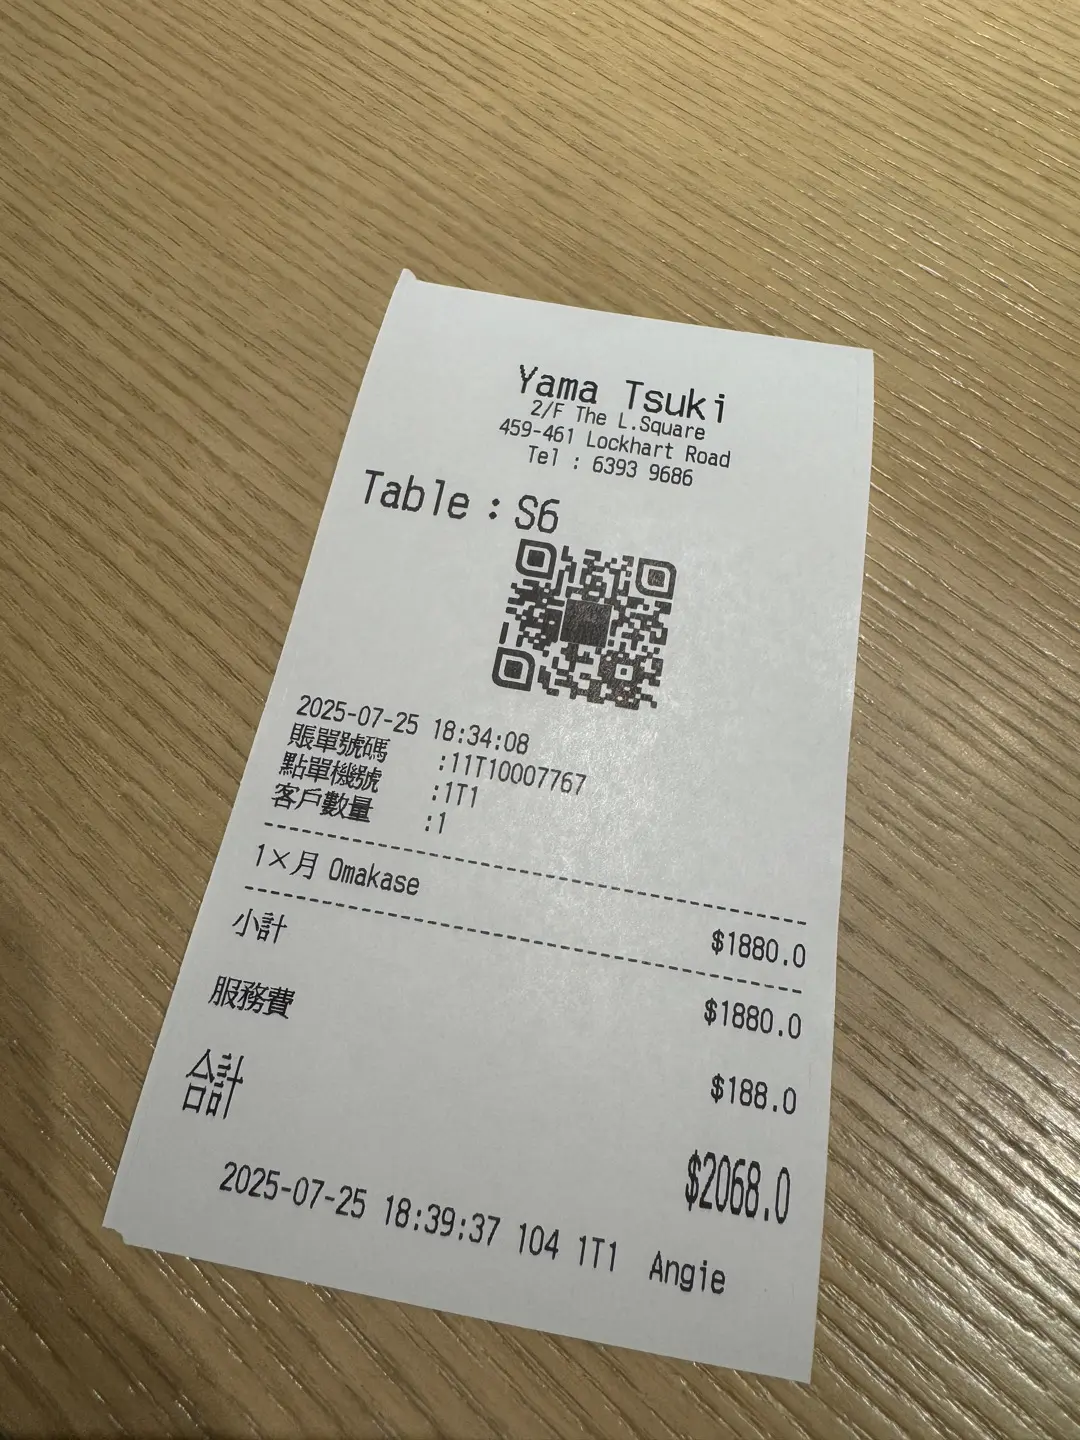 Yama Tsuki
2/F The L.Square
459-461 Lockhart Road
Tel : 6393 9686
Table：S6
2025-07-25 18:34:08
賬單號碼 :11T10007767
點單機號 :1T1
客戶數量 :1
1×月 Omakase $1880.0
小計 $1880.0
服務費 $188.0
合計 $2068.0
2025-07-25 18:39:37 104 1T1 Angie